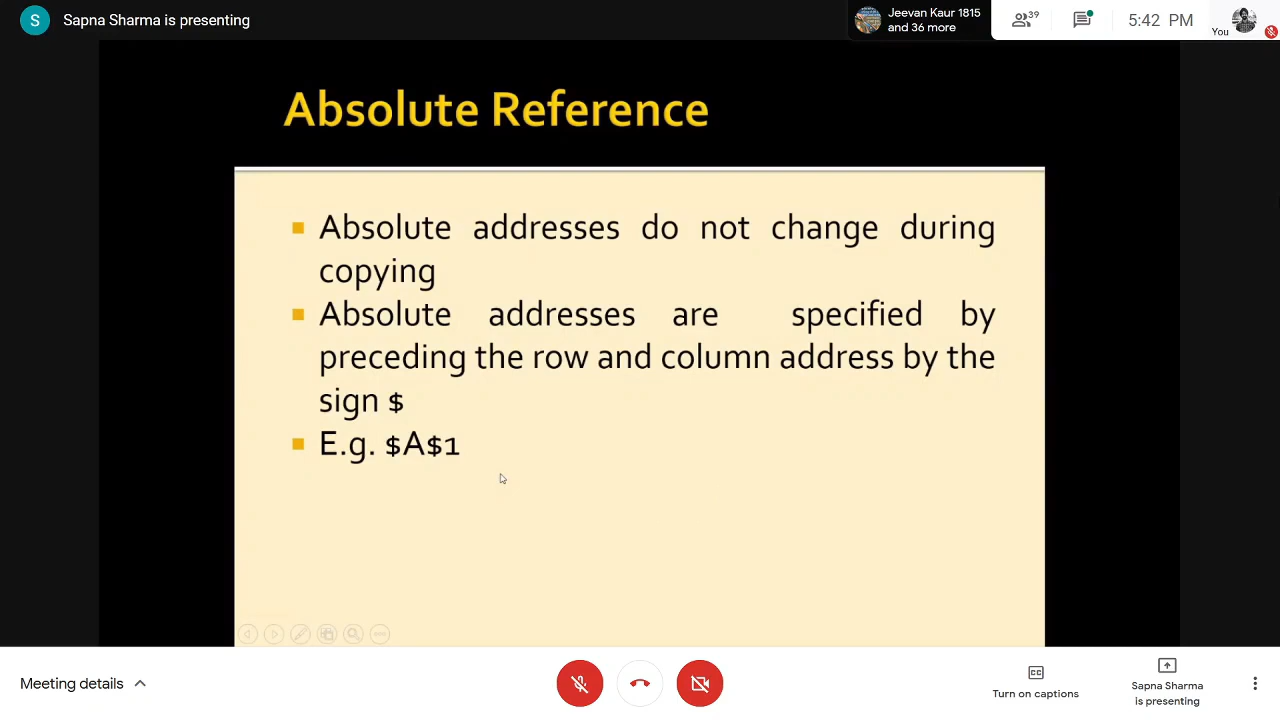 S
Sapna Sharma is presenting
Jeevan Kaur 1815
and 36 more
39
5:42 PM
You
Absolute Reference
Absolute addresses do not change during
copying
Absolute addresses are specified by
preceding the row and column address by the
sign $
E.g. $A$1
Meeting details
CC
Turn on captions
Sapna Sharma
is presenting